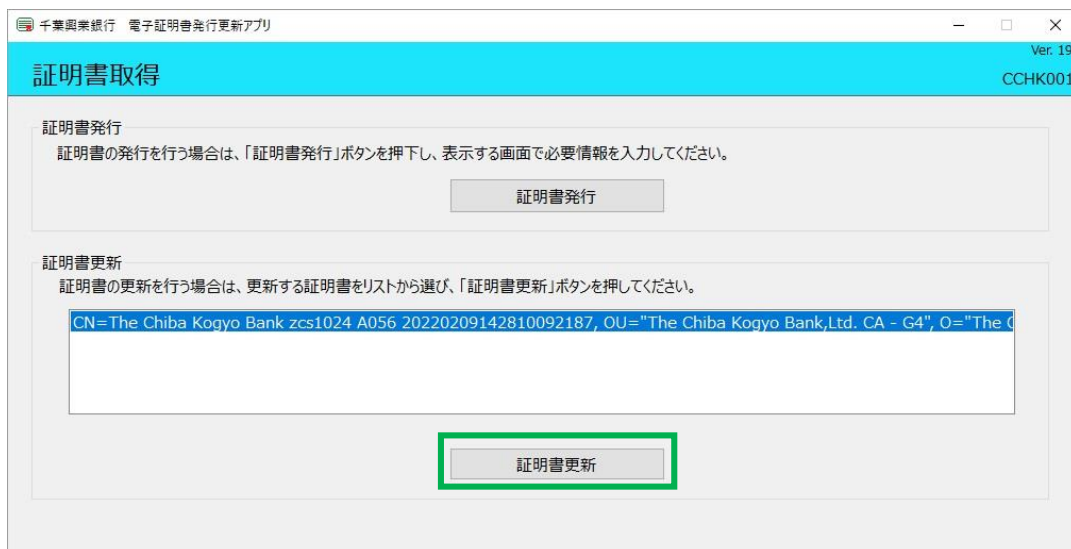 千葉興業銀行 電子証明書発行更新アプリ
Ver. 19
証明書取得
CCHK001
証明書発行
証明書の発行を行う場合は、「証明書発行」ボタンを押下し、表示する画面で必要情報を入力してください。
証明書発行
証明書更新
証明書の更新を行う場合は、更新する証明書をリストから選び、「証明書更新」ボタンを押してください。
CN=The Chiba Kogyo Bank zcs1024 A056 20220209142810092187, OU="The Chiba Kogyo Bank,Ltd. CA - G4", O="The
証明書更新